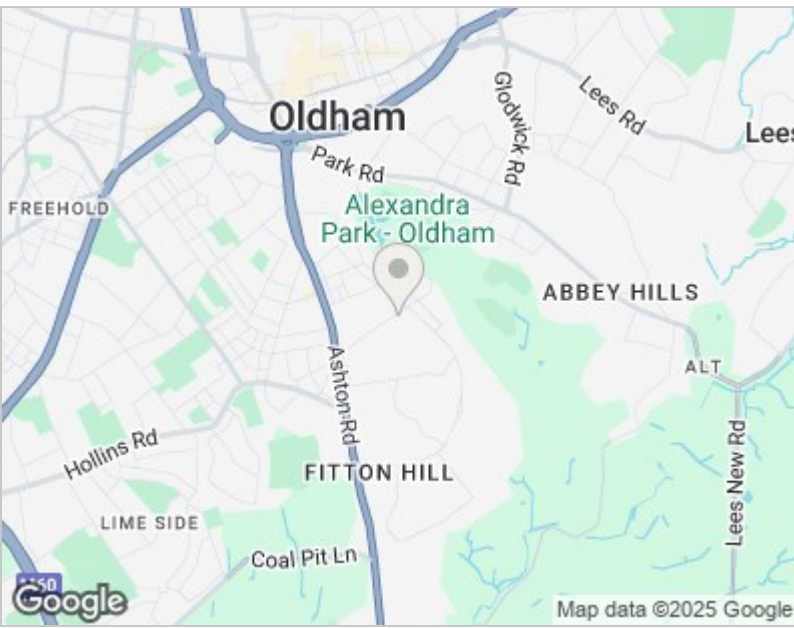 Oldham
Glodwick Rd
Lees Rd
Lees
Park Rd
FREEHOLD
Alexandra
Park - Oldham
ABBEY HILLS
ALT
Ashton Rd
Hollins Rd
FITTON HILL
Lees New Rd
LIME SIDE
Coal Pit Ln
M60
Google
Map data ©2025 Google